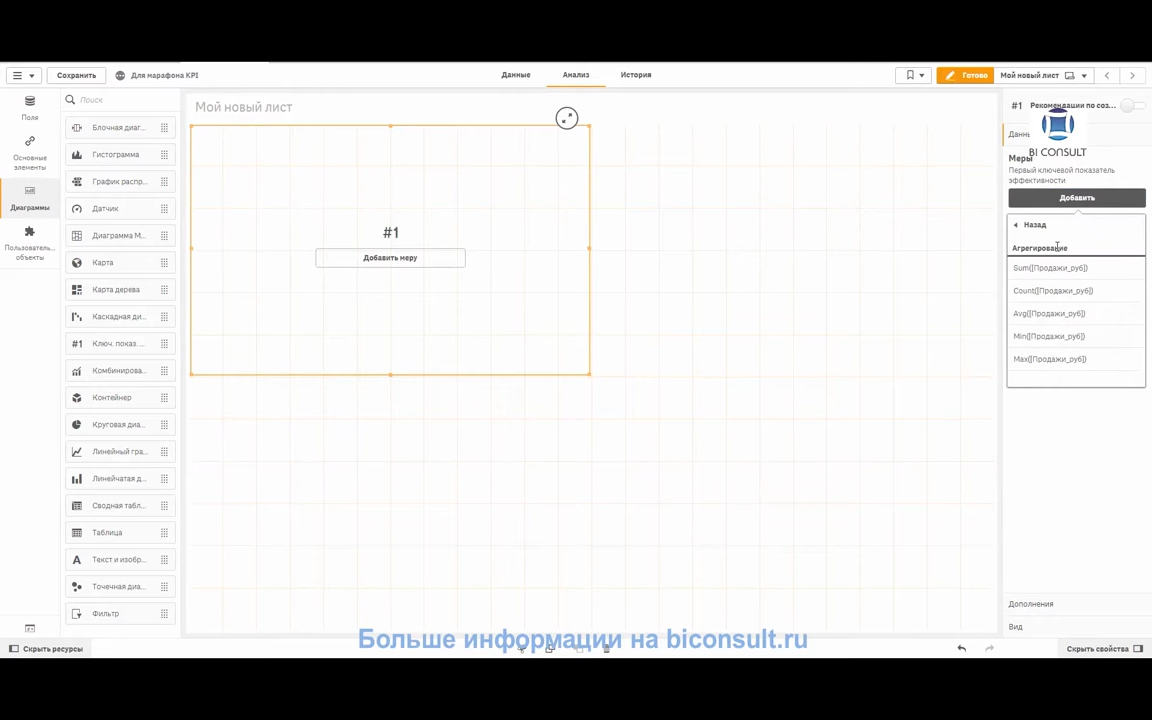 Сохранить
Для марафона KPI
Данные
Анализ
История
Готово
Мой новый лист
Поля
Основные
элементы
Диаграммы
Пользователь...
объекты
Поиск
Блочная диаг...
Гистограмма
График распр...
Датчик
Диаграмма М...
Карта
Карта дерева
Каскадная ди...
#1 Ключ. показ. ...
Комбинирова...
Контейнер
Круговая диа...
Линейный гра...
Линейчатая д...
Сводная табл...
Таблица
Текст и изобр...
Точечная диа...
Фильтр
Скрыть ресурсы
Мой новый лист
#1
Добавить меру
#1 Рекомендации по соз...
BI CONSULT
Меры
Первый ключевой показатель
эффективности
Добавить
Назад
Агрегирование
Sum([Продажи_руб])
Count([Продажи_руб])
Avg([Продажи_руб])
Min([Продажи_руб])
Max([Продажи_руб])
Дополнения
Вид
Скрыть свойства
Больше информации на biconsult.ru